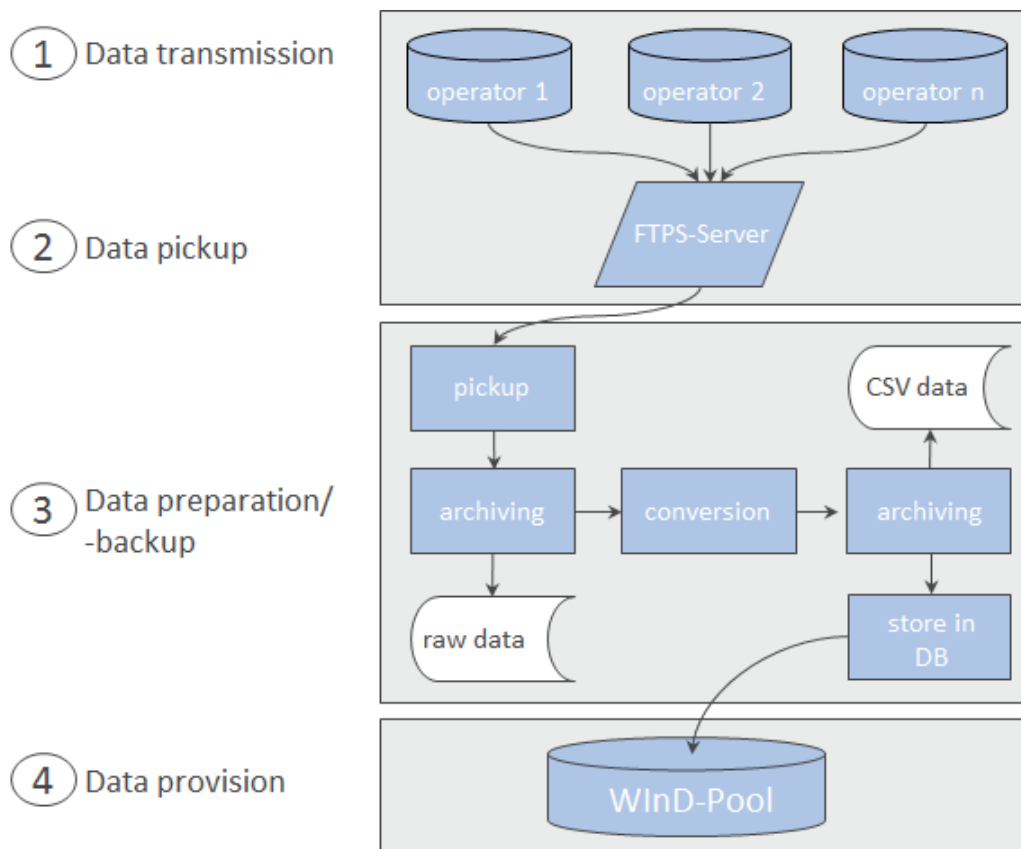 1 Data transmission
operator 1
operator 2
operator n
2 Data pickup
FTPS-Server
pickup
CSV data
3 Data preparation/
-backup
archiving
conversion
archiving
raw data
store in
DB
4 Data provision
WInD-Pool